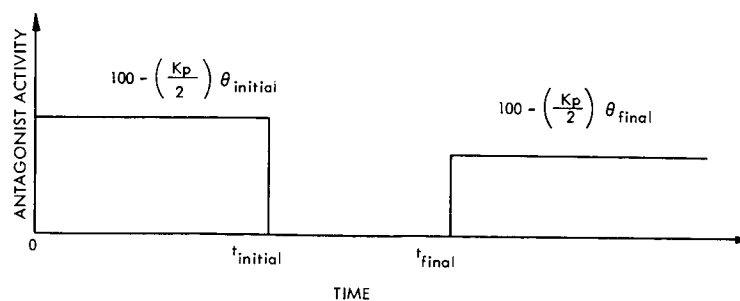 ANTAGONIST ACTIVITY
100 - (Kp/2) θinitial
100 - (Kp/2) θfinal
0
tinitial
tfinal
TIME